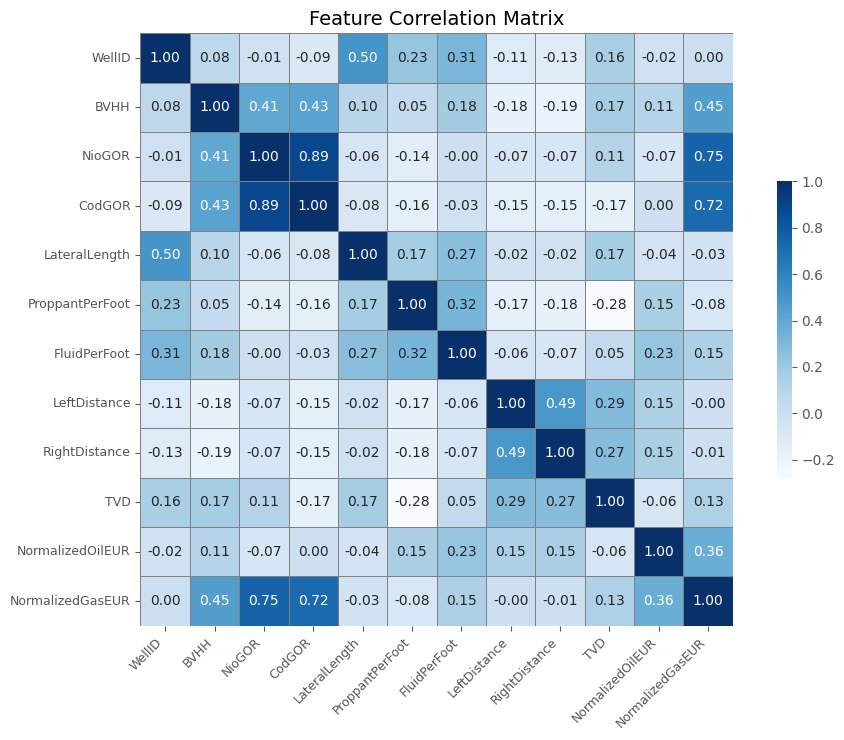 Feature Correlation Matrix
WellID 1.00 0.08 -0.01 -0.09 0.50 0.23 0.31 -0.11 -0.13 0.16 -0.02 0.00
BVHH 0.08 1.00 0.41 0.43 0.10 0.05 0.18 -0.18 -0.19 0.17 0.11 0.45
NioGOR -0.01 0.41 1.00 0.89 -0.06 -0.14 -0.00 -0.07 -0.07 0.11 -0.07 0.75
CodGOR -0.09 0.43 0.89 1.00 -0.08 -0.16 -0.03 -0.15 -0.15 -0.17 0.00 0.72
LateralLength 0.50 0.10 -0.06 -0.08 1.00 0.17 0.27 -0.02 -0.02 0.17 -0.04 -0.03
ProppantPerFoot 0.23 0.05 -0.14 -0.16 0.17 1.00 0.32 -0.17 -0.18 -0.28 0.15 -0.08
FluidPerFoot 0.31 0.18 -0.00 -0.03 0.27 0.32 1.00 -0.06 -0.07 0.05 0.23 0.15
LeftDistance -0.11 -0.18 -0.07 -0.15 -0.02 -0.17 -0.06 1.00 0.49 0.29 0.15 -0.00
RightDistance -0.13 -0.19 -0.07 -0.15 -0.02 -0.18 -0.07 0.49 1.00 0.27 0.15 -0.01
TVD 0.16 0.17 0.11 -0.17 0.17 -0.28 0.05 0.29 0.27 1.00 -0.06 0.13
NormalizedOilEUR -0.02 0.11 -0.07 0.00 -0.04 0.15 0.23 0.15 0.15 -0.06 1.00 0.36
NormalizedGasEUR 0.00 0.45 0.75 0.72 -0.03 -0.08 0.15 -0.00 -0.01 0.13 0.36 1.00
WellID BVHH NioGOR CodGOR LateralLength ProppantPerFoot FluidPerFoot LeftDistance RightDistance TVD NormalizedOilEUR NormalizedGasEUR
1.0
0.8
0.6
0.4
0.2
0.0
−0.2